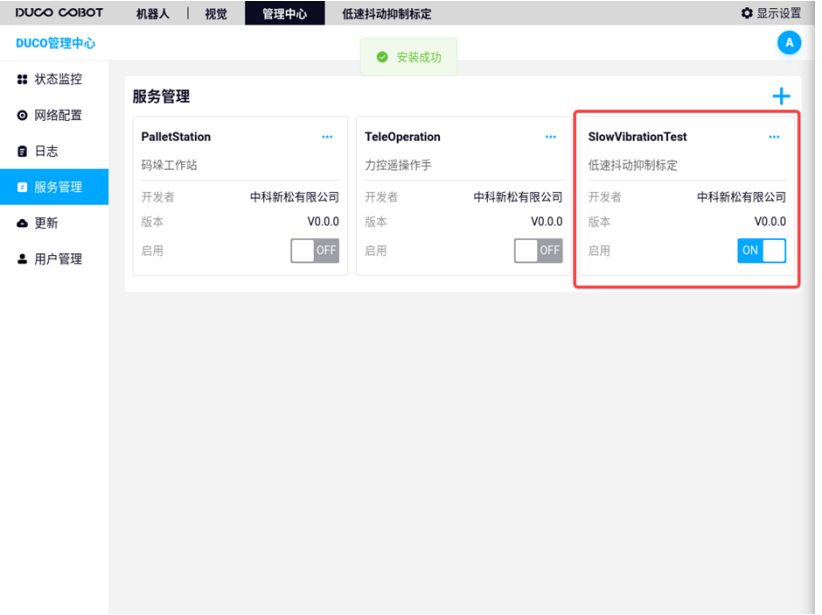 DUCO COBOT 机器人 视觉 管理中心 低速抖动抑制标定 显示设置
DUCO管理中心 A
安装成功
状态监控
网络配置
日志
服务管理
更新
用户管理
服务管理
PalletStation ...
码垛工作站
开发者 中科新松有限公司
版本 V0.0.0
启用 OFF
TeleOperation ...
力控遥操作手
开发者 中科新松有限公司
版本 V0.0.0
启用 OFF
SlowVibrationTest ...
低速抖动抑制标定
开发者 中科新松有限公司
版本 V0.0.0
启用 ON